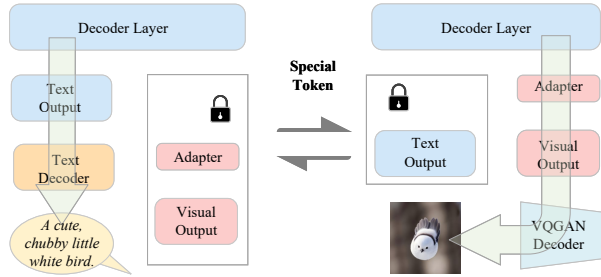 Decoder Layer
Text
Output
Text
Decoder
A cute,
chubby little
white bird.
Adapter
Visual
Output
Special
Token
Decoder Layer
Text
Output
Adapter
Visual
Output
VQGAN
Decoder